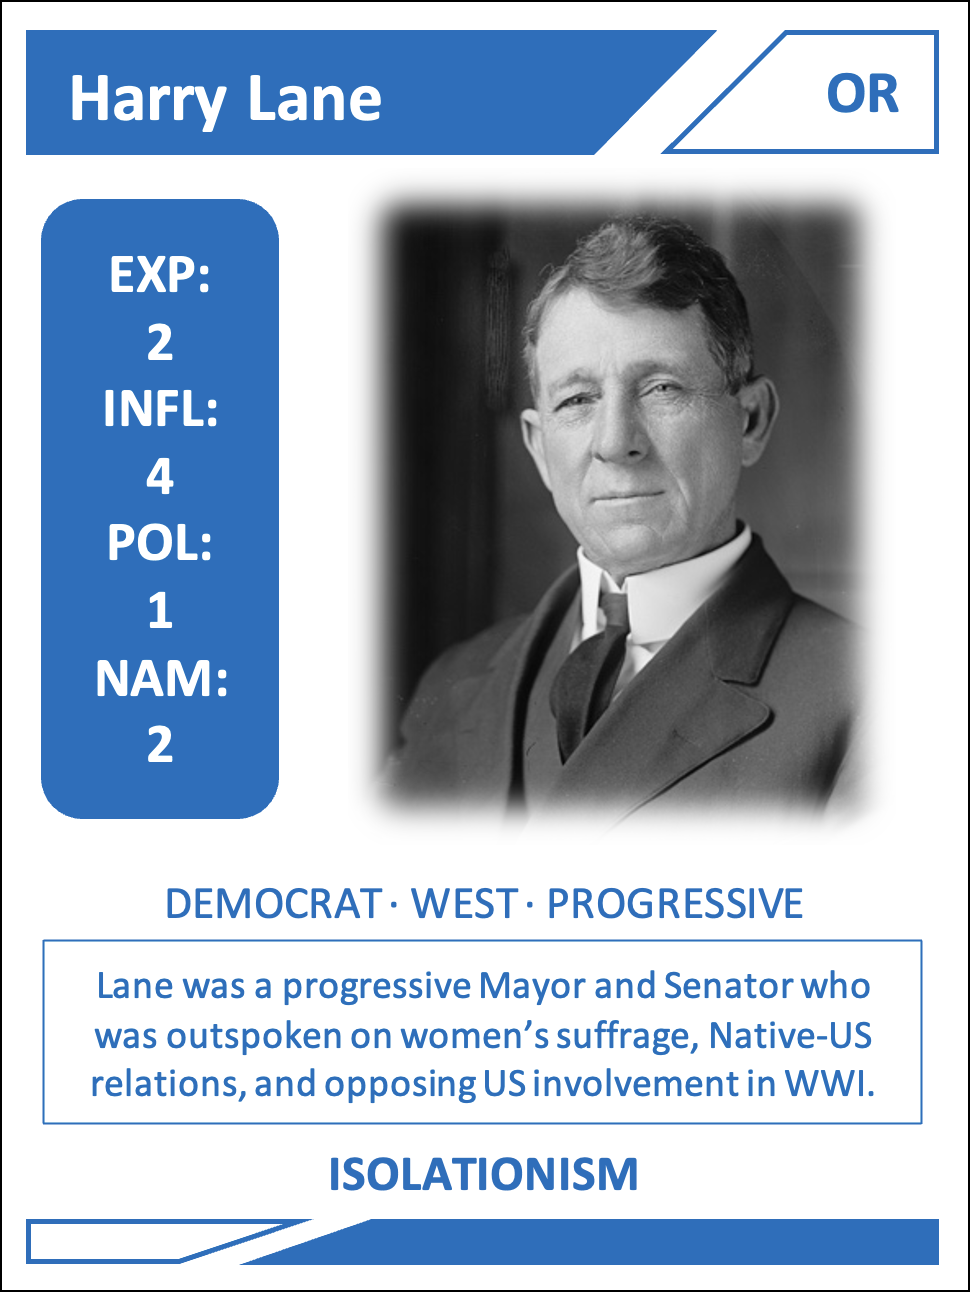 Harry Lane
OR
EXP:
2
INFL:
4
POL:
1
NAM:
2
DEMOCRAT · WEST · PROGRESSIVE
Lane was a progressive Mayor and Senator who
was outspoken on women’s suffrage, Native-US
relations, and opposing US involvement in WWI.
ISOLATIONISM